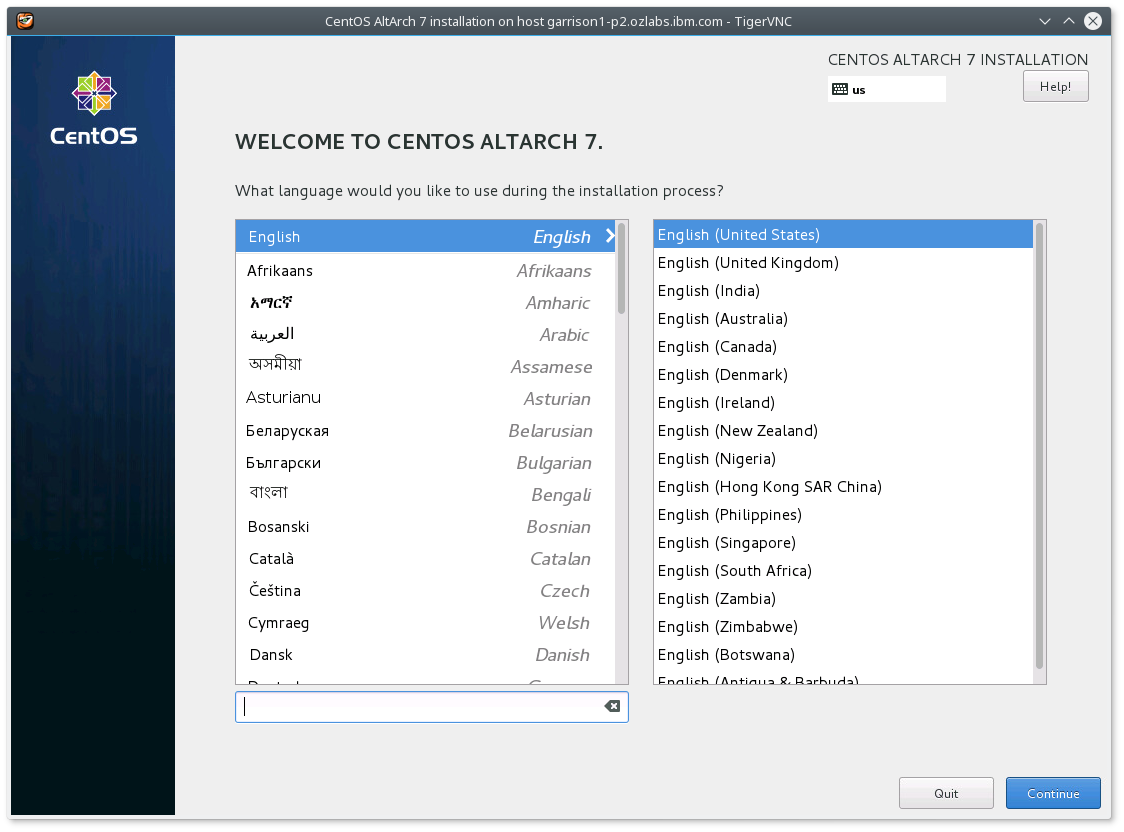 CentOS AltArch 7 installation on host garrison1-p2.ozlabs.ibm.com - TigerVNC
CentOS
CENTOS ALTARCH 7 INSTALLATION
us
Help!
WELCOME TO CENTOS ALTARCH 7.
What language would you like to use during the installation process?
English English
Afrikaans Afrikaans
አማርኛ Amharic
العربية Arabic
অসমীয়া Assamese
Asturianu Asturian
Беларуская Belarusian
Български Bulgarian
বাংলা Bengali
Bosanski Bosnian
Català Catalan
Čeština Czech
Cymraeg Welsh
Dansk Danish
English (United States)
English (United Kingdom)
English (India)
English (Australia)
English (Canada)
English (Denmark)
English (Ireland)
English (New Zealand)
English (Nigeria)
English (Hong Kong SAR China)
English (Philippines)
English (Singapore)
English (South Africa)
English (Zambia)
English (Zimbabwe)
English (Botswana)
English (Antigua & Barbuda)
Quit
Continue